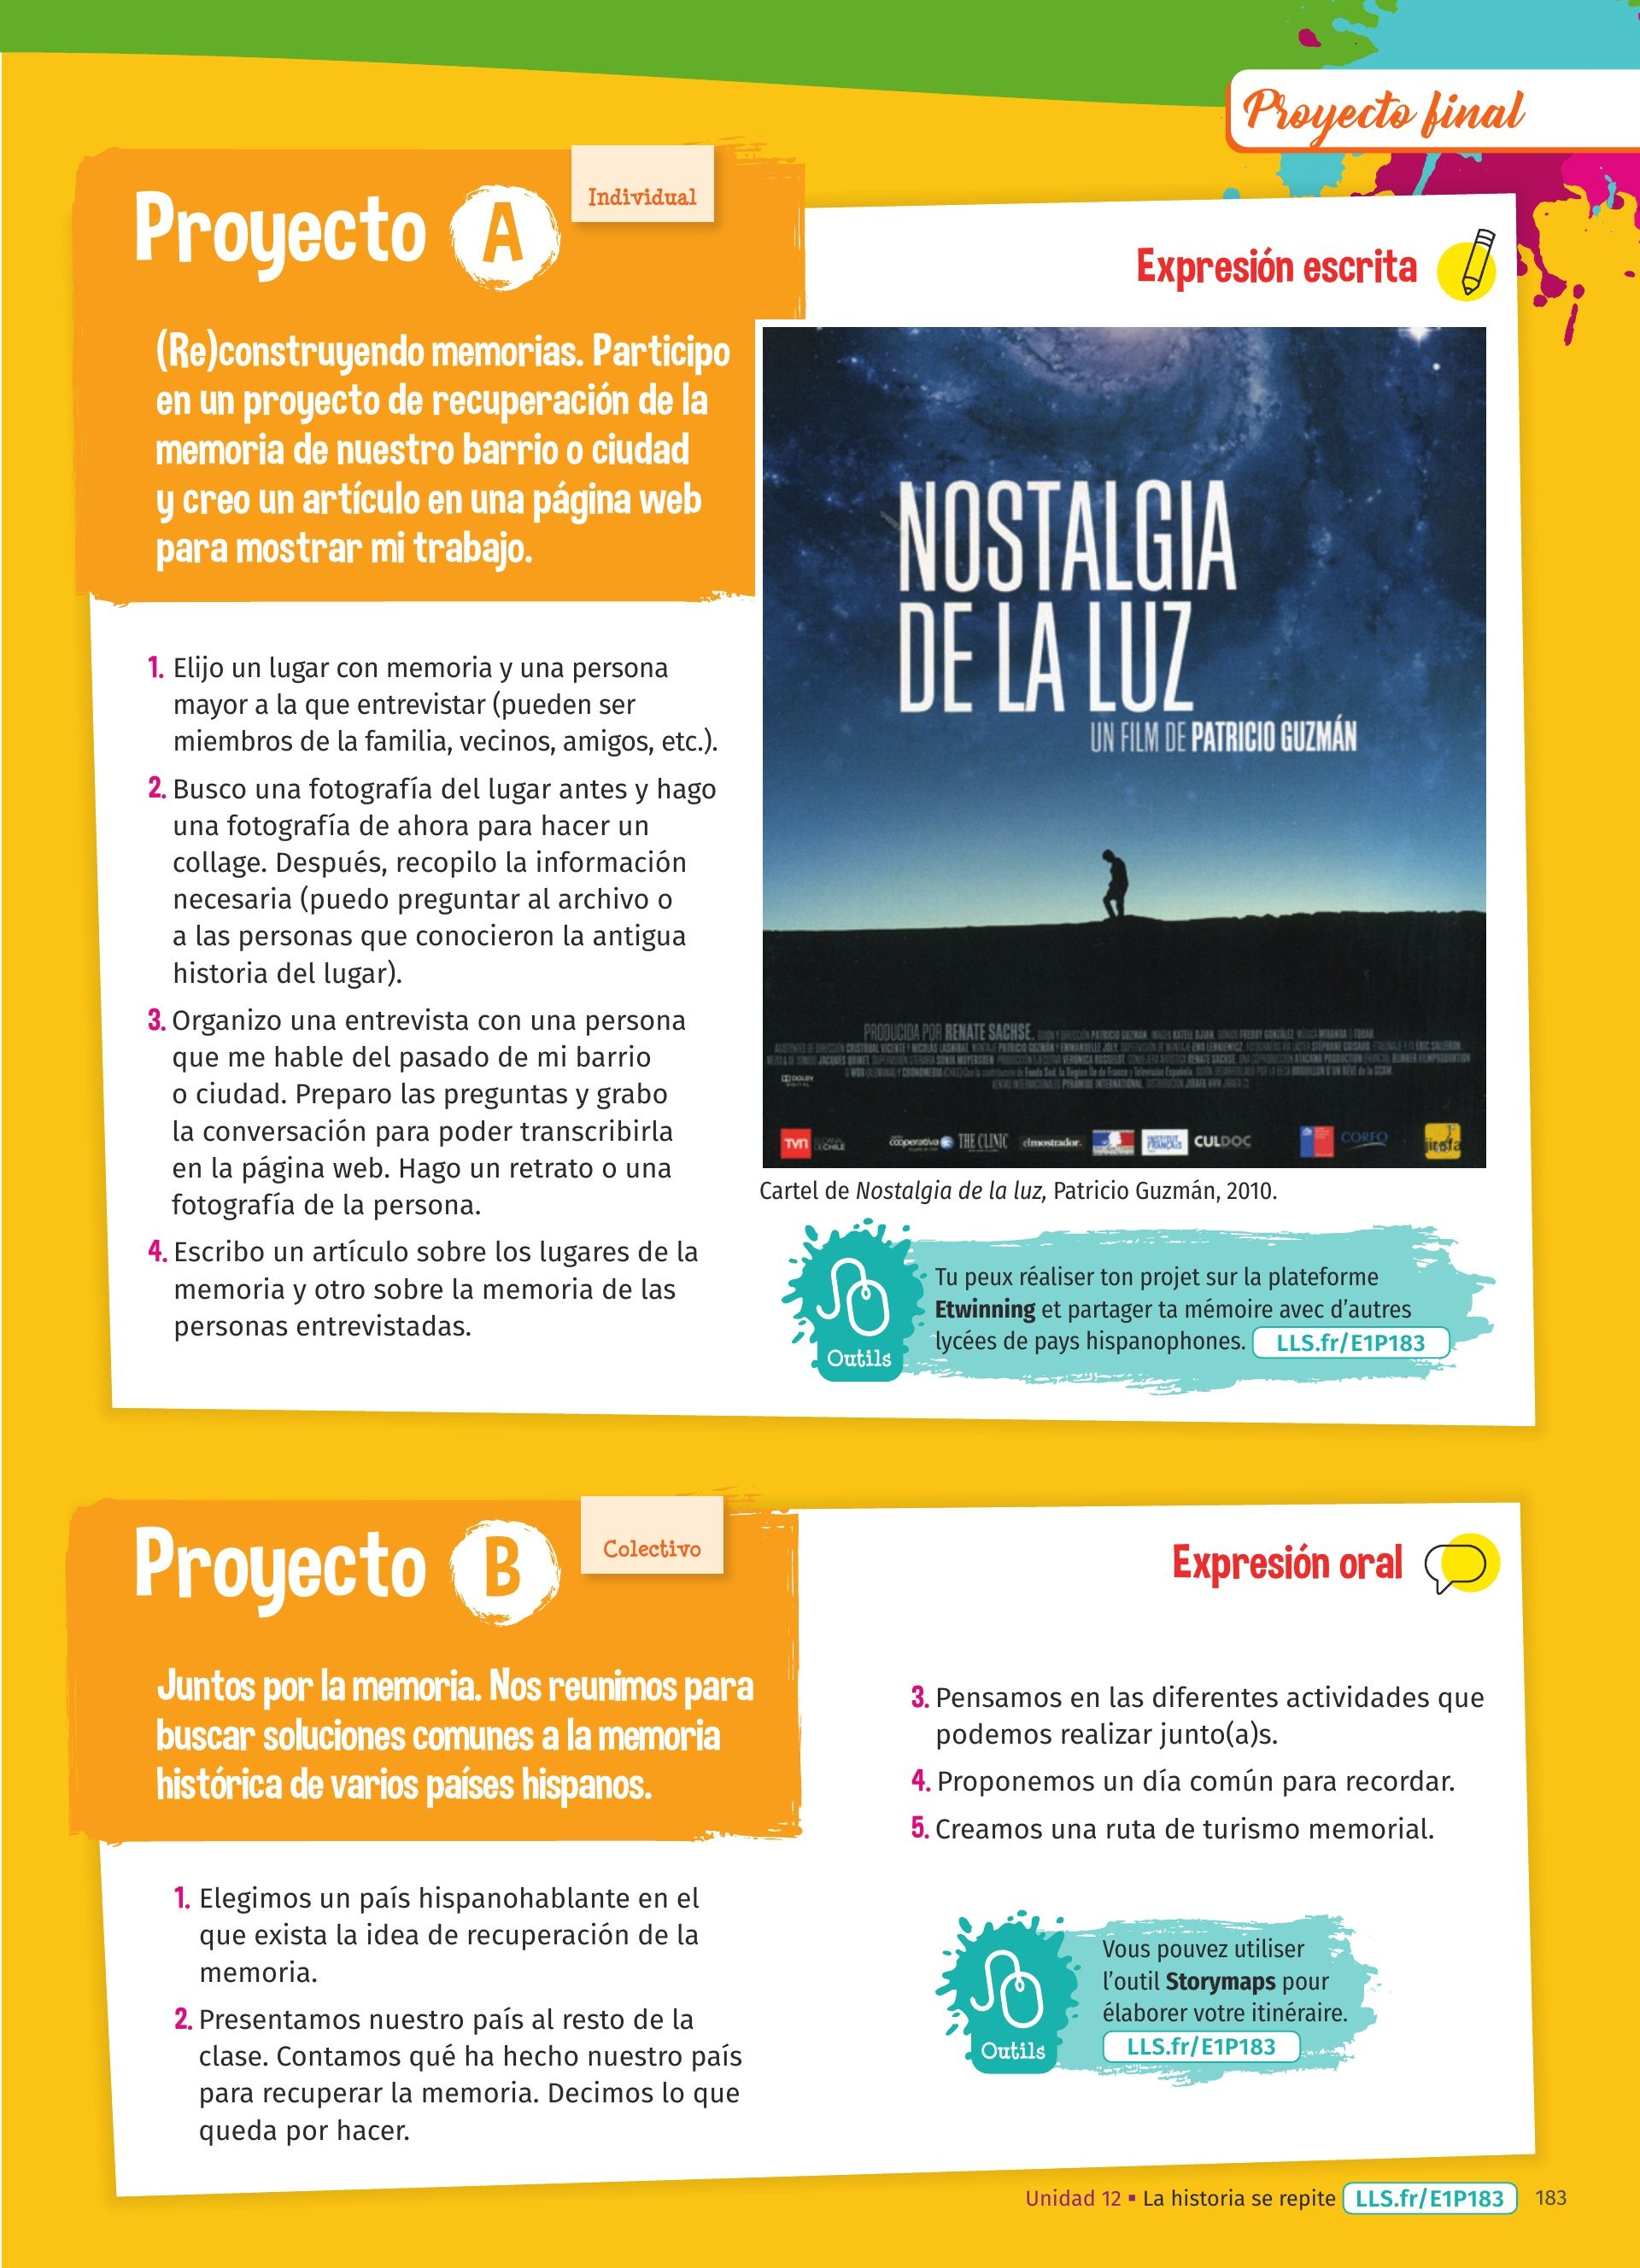 Proyecto final
Proyecto A
Individual
Expresión escrita
(Re)construyendo memorias. Participo
en un proyecto de recuperación de la
memoria de nuestro barrio o ciudad
y creo un artículo en una página web
para mostrar mi trabajo.
1. Elijo un lugar con memoria y una persona
mayor a la que entrevistar (pueden ser
miembros de la familia, vecinos, amigos, etc.).
2. Busco una fotografía del lugar antes y hago
una fotografía de ahora para hacer un
collage. Después, recopilo la información
necesaria (puedo preguntar al archivo o
a las personas que conocieron la antigua
historia del lugar).
3. Organizo una entrevista con una persona
que me hable del pasado de mi barrio
o ciudad. Preparo las preguntas y grabo
la conversación para poder transcribirla
en la página web. Hago un retrato o una
fotografía de la persona.
4. Escribo un artículo sobre los lugares de la
memoria y otro sobre la memoria de las
personas entrevistadas.
NOSTALGIA
DE LA LUZ
UN FILM DE PATRICIO GUZMÁN
PRODUCIDA POR RENATE SACHSE.
TVN
cooperativa THE CLINIC elmostrador. CULDOC CORFO
Cartel de Nostalgia de la luz, Patricio Guzmán, 2010.
Outils
Tu peux réaliser ton projet sur la plateforme
Etwinning et partager ta mémoire avec d'autres
lycées de pays hispanophones. LLS.fr/E1P183
Proyecto B
Colectivo
Expresión oral
Juntos por la memoria. Nos reunimos para
buscar soluciones comunes a la memoria
histórica de varios países hispanos.
1. Elegimos un país hispanohablante en el
que exista la idea de recuperación de la
memoria.
2. Presentamos nuestro país al resto de la
clase. Contamos qué ha hecho nuestro país
para recuperar la memoria. Decimos lo que
queda por hacer.
3. Pensamos en las diferentes actividades que
podemos realizar junto(a)s.
4. Proponemos un día común para recordar.
5. Creamos una ruta de turismo memorial.
Outils
Vous pouvez utiliser
l'outil Storymaps pour
élaborer votre itinéraire.
LLS.fr/E1P183
Unidad 12 ▪ La historia se repite LLS.fr/E1P183 183